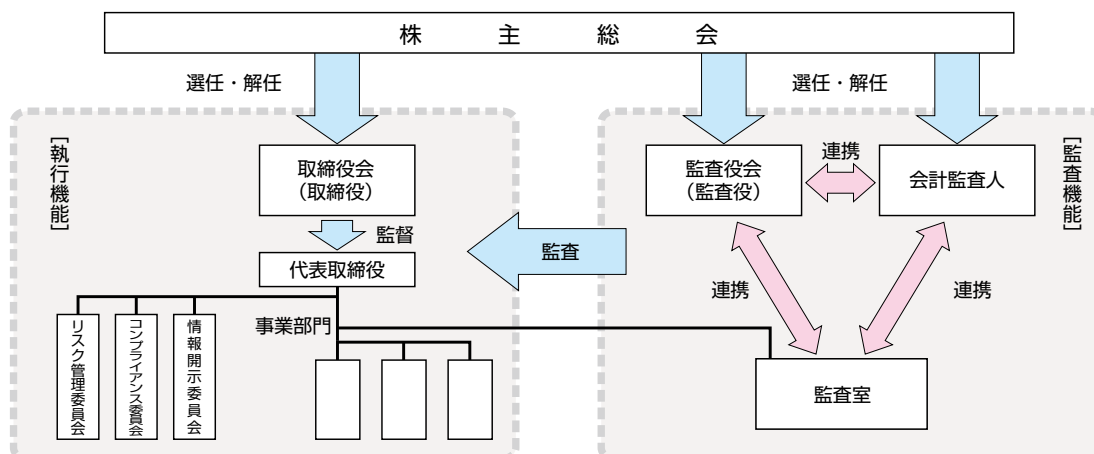 株主総会
選任・解任
選任・解任
［執行機能］
取締役会
（取締役）
監督
代表取締役
事業部門
リスク管理委員会
コンプライアンス委員会
情報開示委員会
監査
［監査機能］
監査役会
（監査役）
連携
会計監査人
連携
連携
監査室